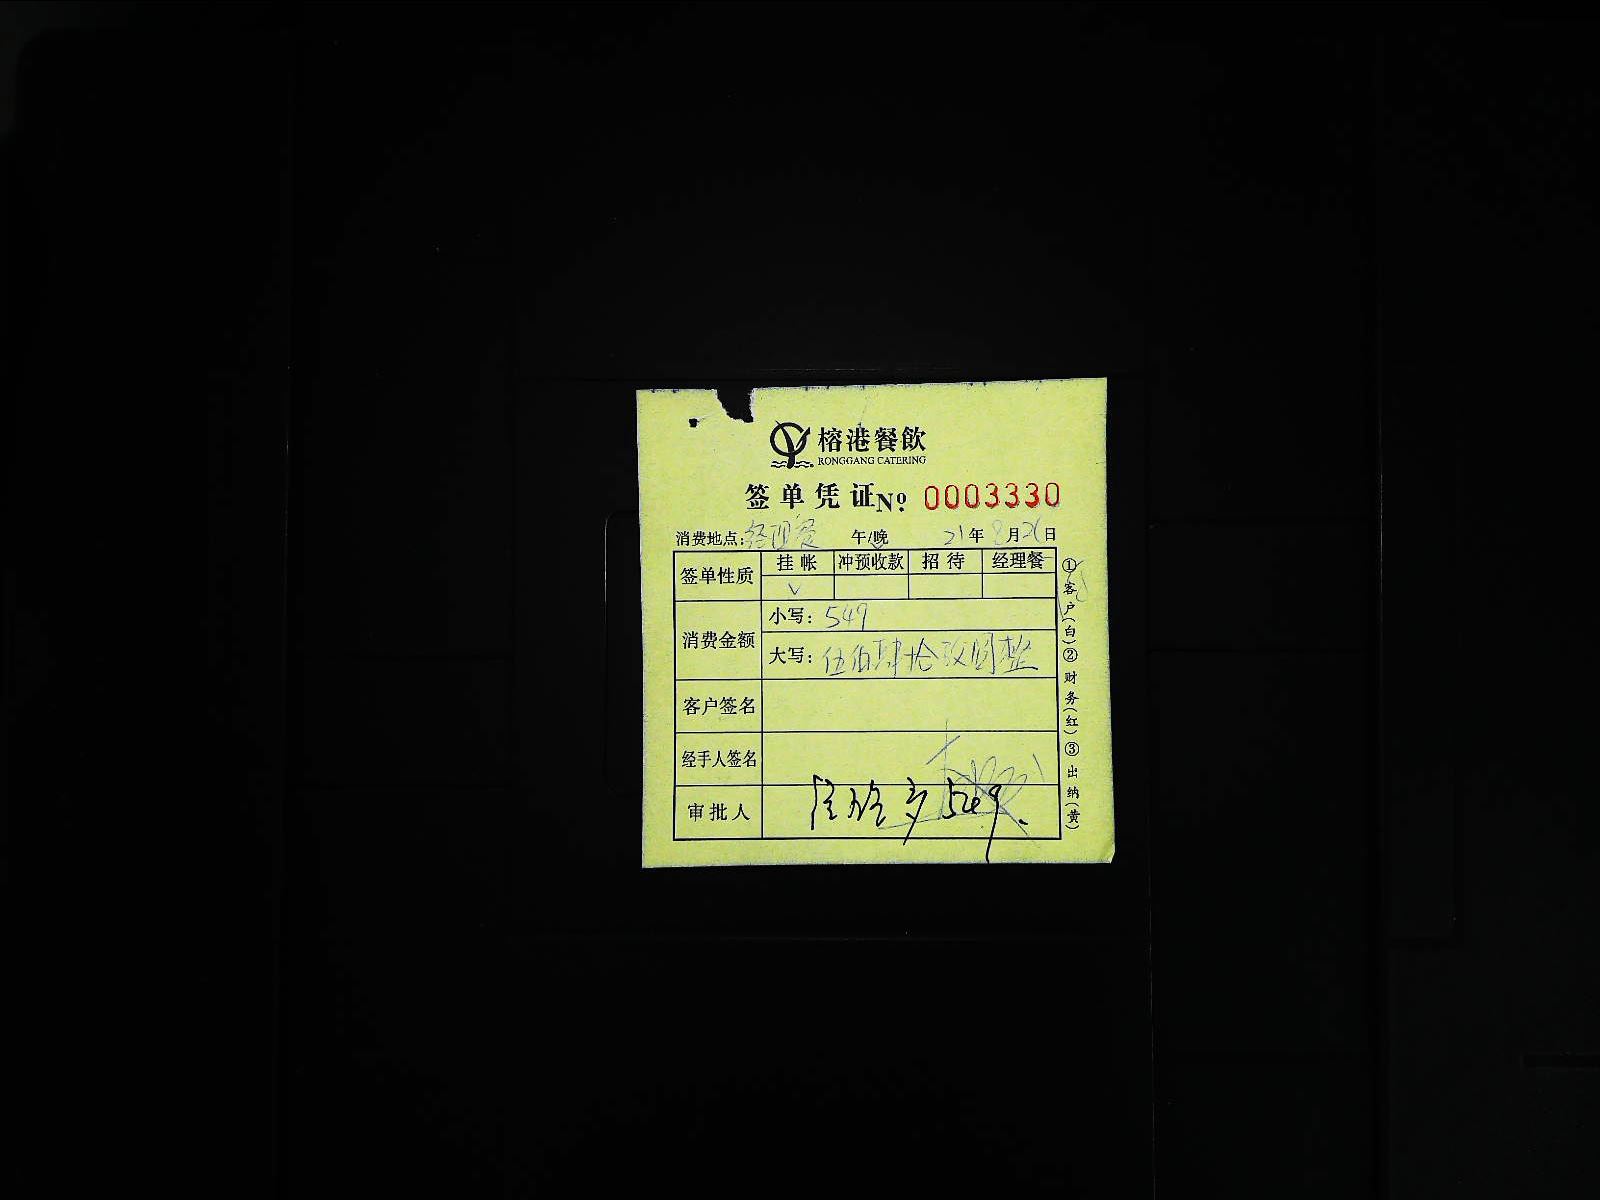 榕港餐飲
RONGGANG CATERING
签单凭证 No. 0003330
消费地点: 午/晚 21年8月26日
签单性质 挂帐 冲预收款 招待 经理餐
√
消费金额 小写: 549
大写: 伍佰肆拾玖圆整
客户签名
经手人签名
审批人 549.
①客户(白)②财务(红)③出纳(黄)